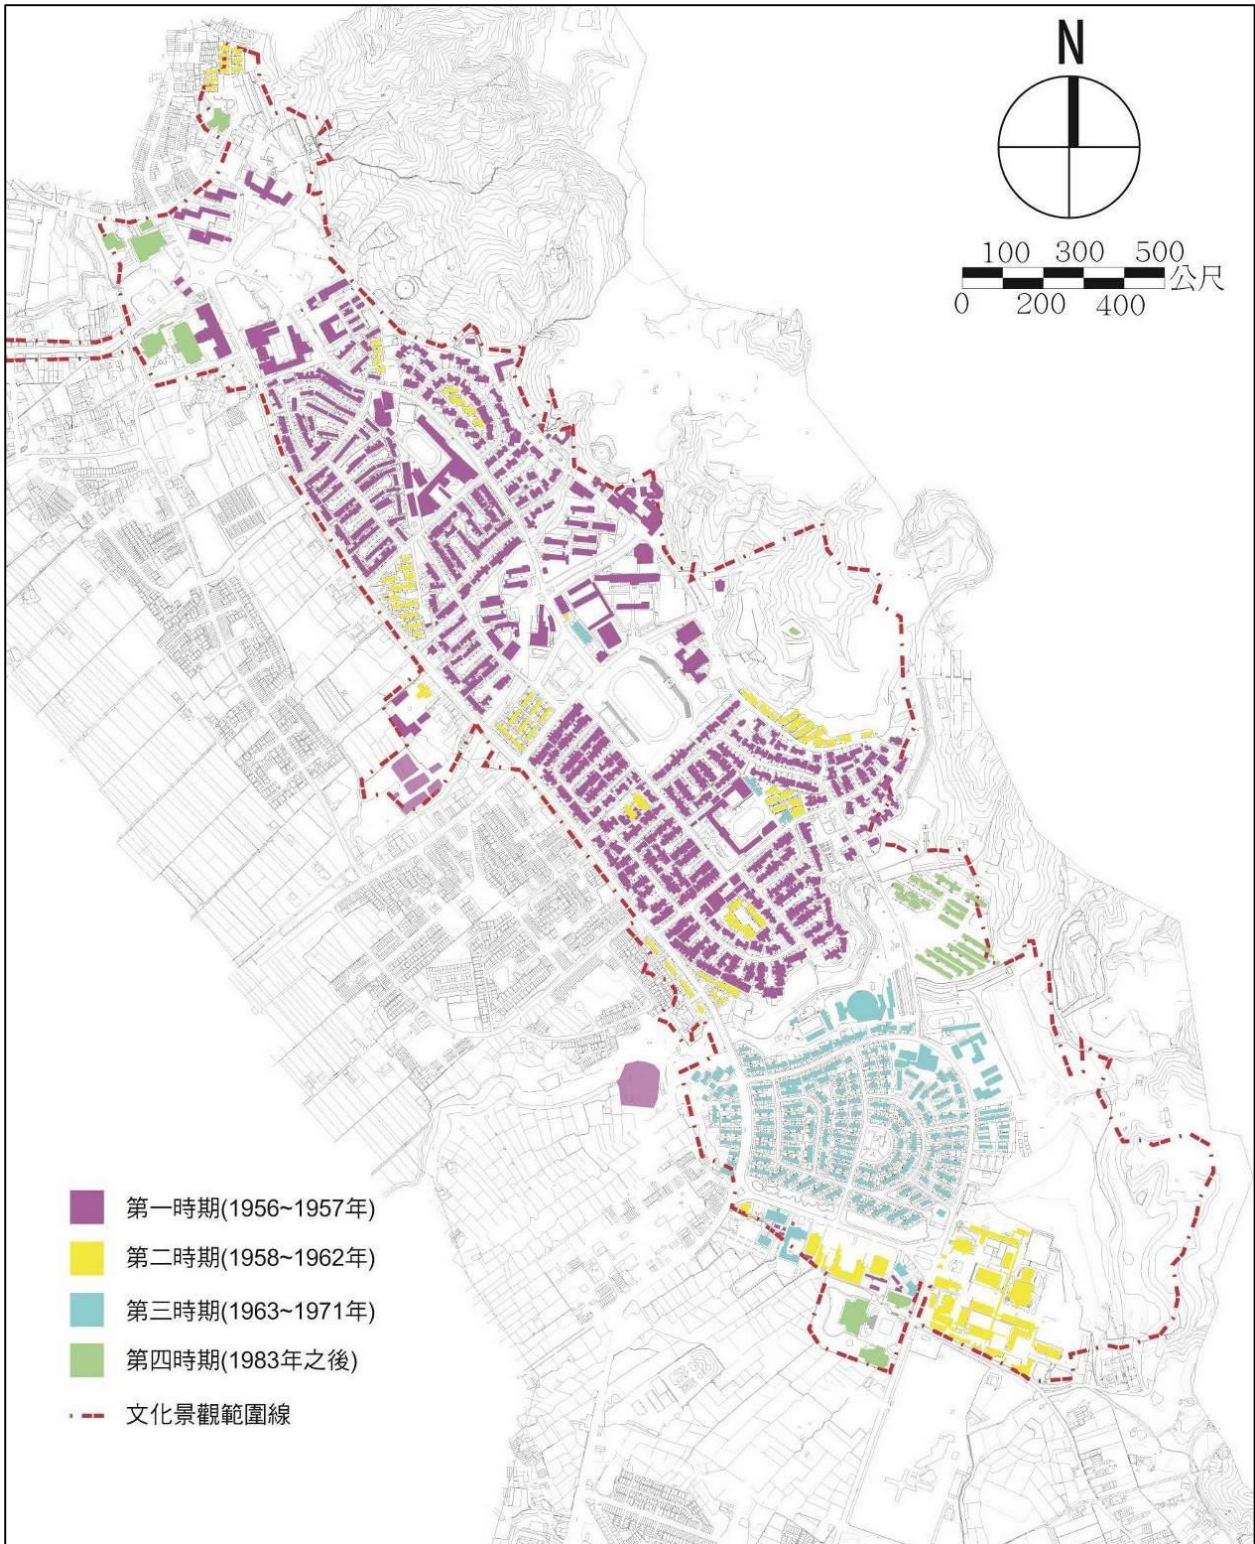 N
100 300 500
公尺
0 200 400
第一時期(1956~1957年)
第二時期(1958~1962年)
第三時期(1963~1971年)
第四時期(1983年之後)
文化景觀範圍線